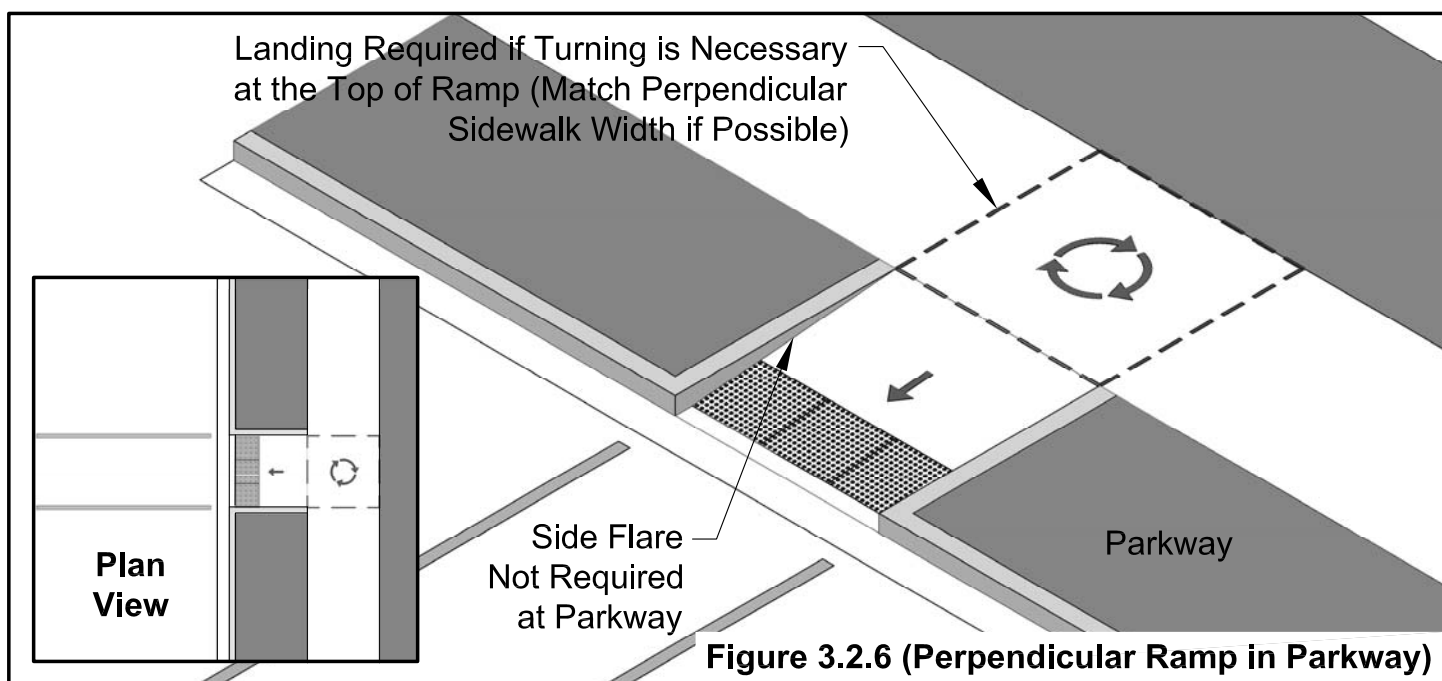 Landing Required if Turning is Necessary
at the Top of Ramp (Match Perpendicular
Sidewalk Width if Possible)
Side Flare
Not Required
at Parkway
Parkway
Plan
View
Figure 3.2.6 (Perpendicular Ramp in Parkway)